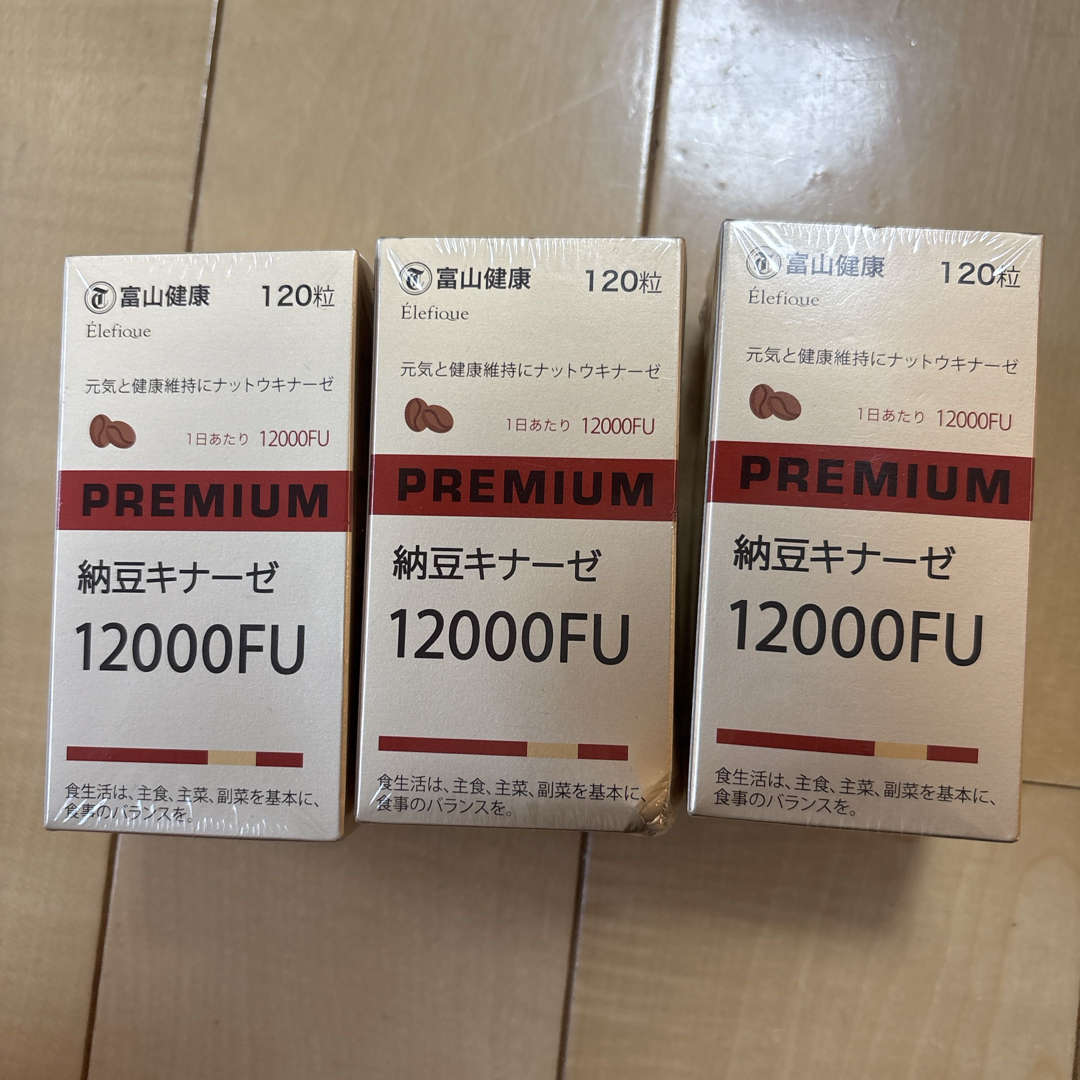 富山健康 120粒
Élefique
元気と健康維持にナットウキナーゼ
1日あたり 12000FU
PREMIUM
納豆キナーゼ
12000FU
食生活は、主食、主菜、副菜を基本に、
食事のバランスを。
富山健康 120粒
Élefique
元気と健康維持にナットウキナーゼ
1日あたり 12000FU
PREMIUM
納豆キナーゼ
12000FU
食生活は、主食、主菜、副菜を基本に、
食事のバランスを。
富山健康 120粒
Élefique
元気と健康維持にナットウキナーゼ
1日あたり 12000FU
PREMIUM
納豆キナーゼ
12000FU
食生活は、主食、主菜、副菜を基本に、
食事のバランスを。